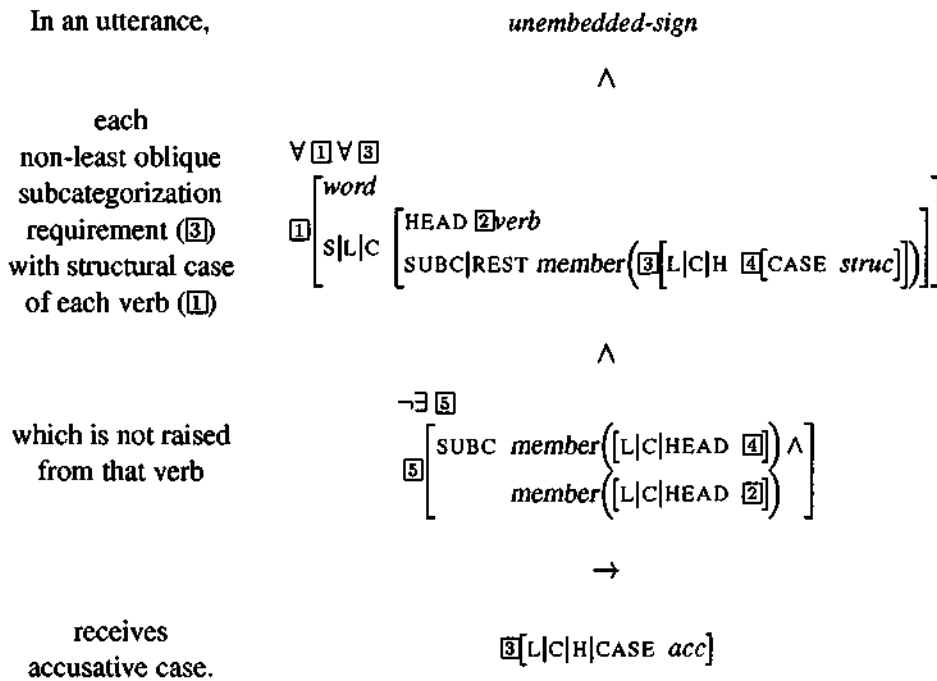 In an utterance,
unembedded-sign
∧
each
non-least oblique
subcategorization
requirement (3)
with structural case
of each verb (1)
∀ 1 ∀ 3
1 [word
S|L|C [HEAD 2 verb
SUBC|REST member(3[L|C|H 4[CASE struc]])]]
∧
which is not raised
from that verb
¬∃ 5
5 [SUBC member([L|C|HEAD 4]) ∧
member([L|C|HEAD 2])]
→
receives
accusative case.
3[L|C|H|CASE acc]